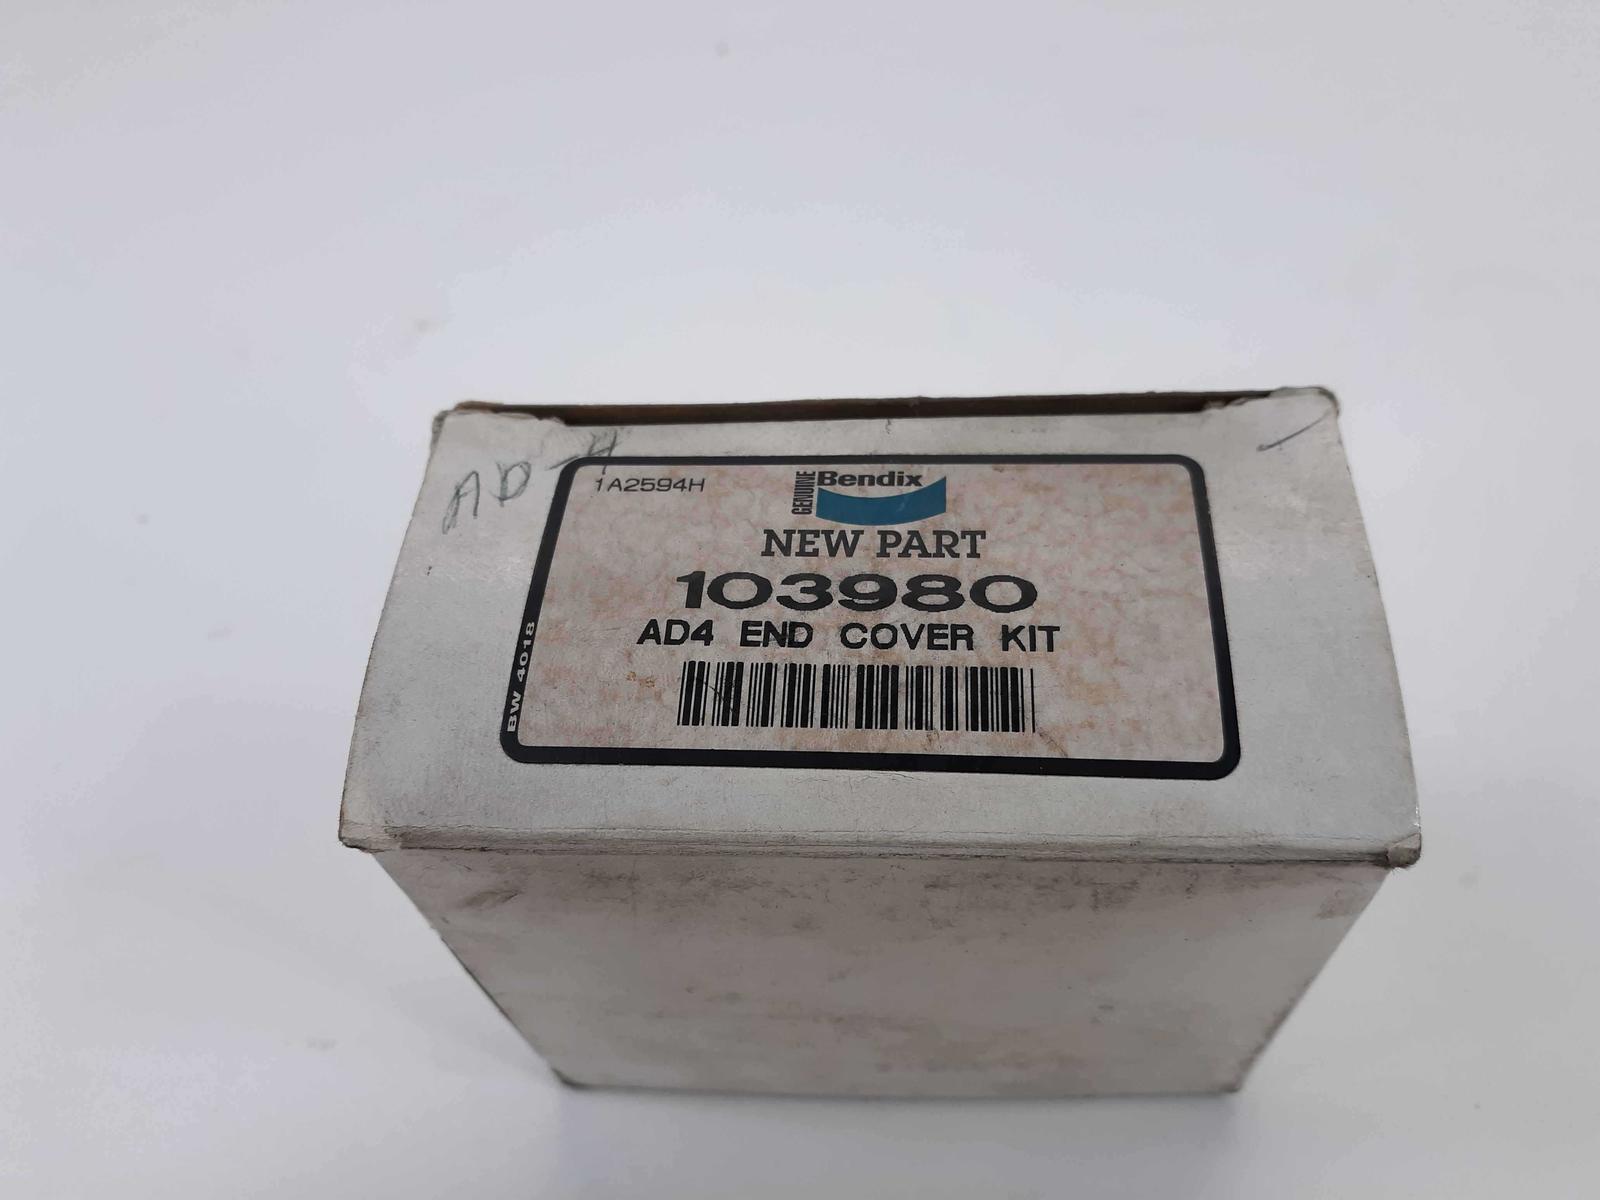 AD-4
1A2594H
GENUINE
Bendix
NEW PART
103980
AD4 END COVER KIT
BW 4018